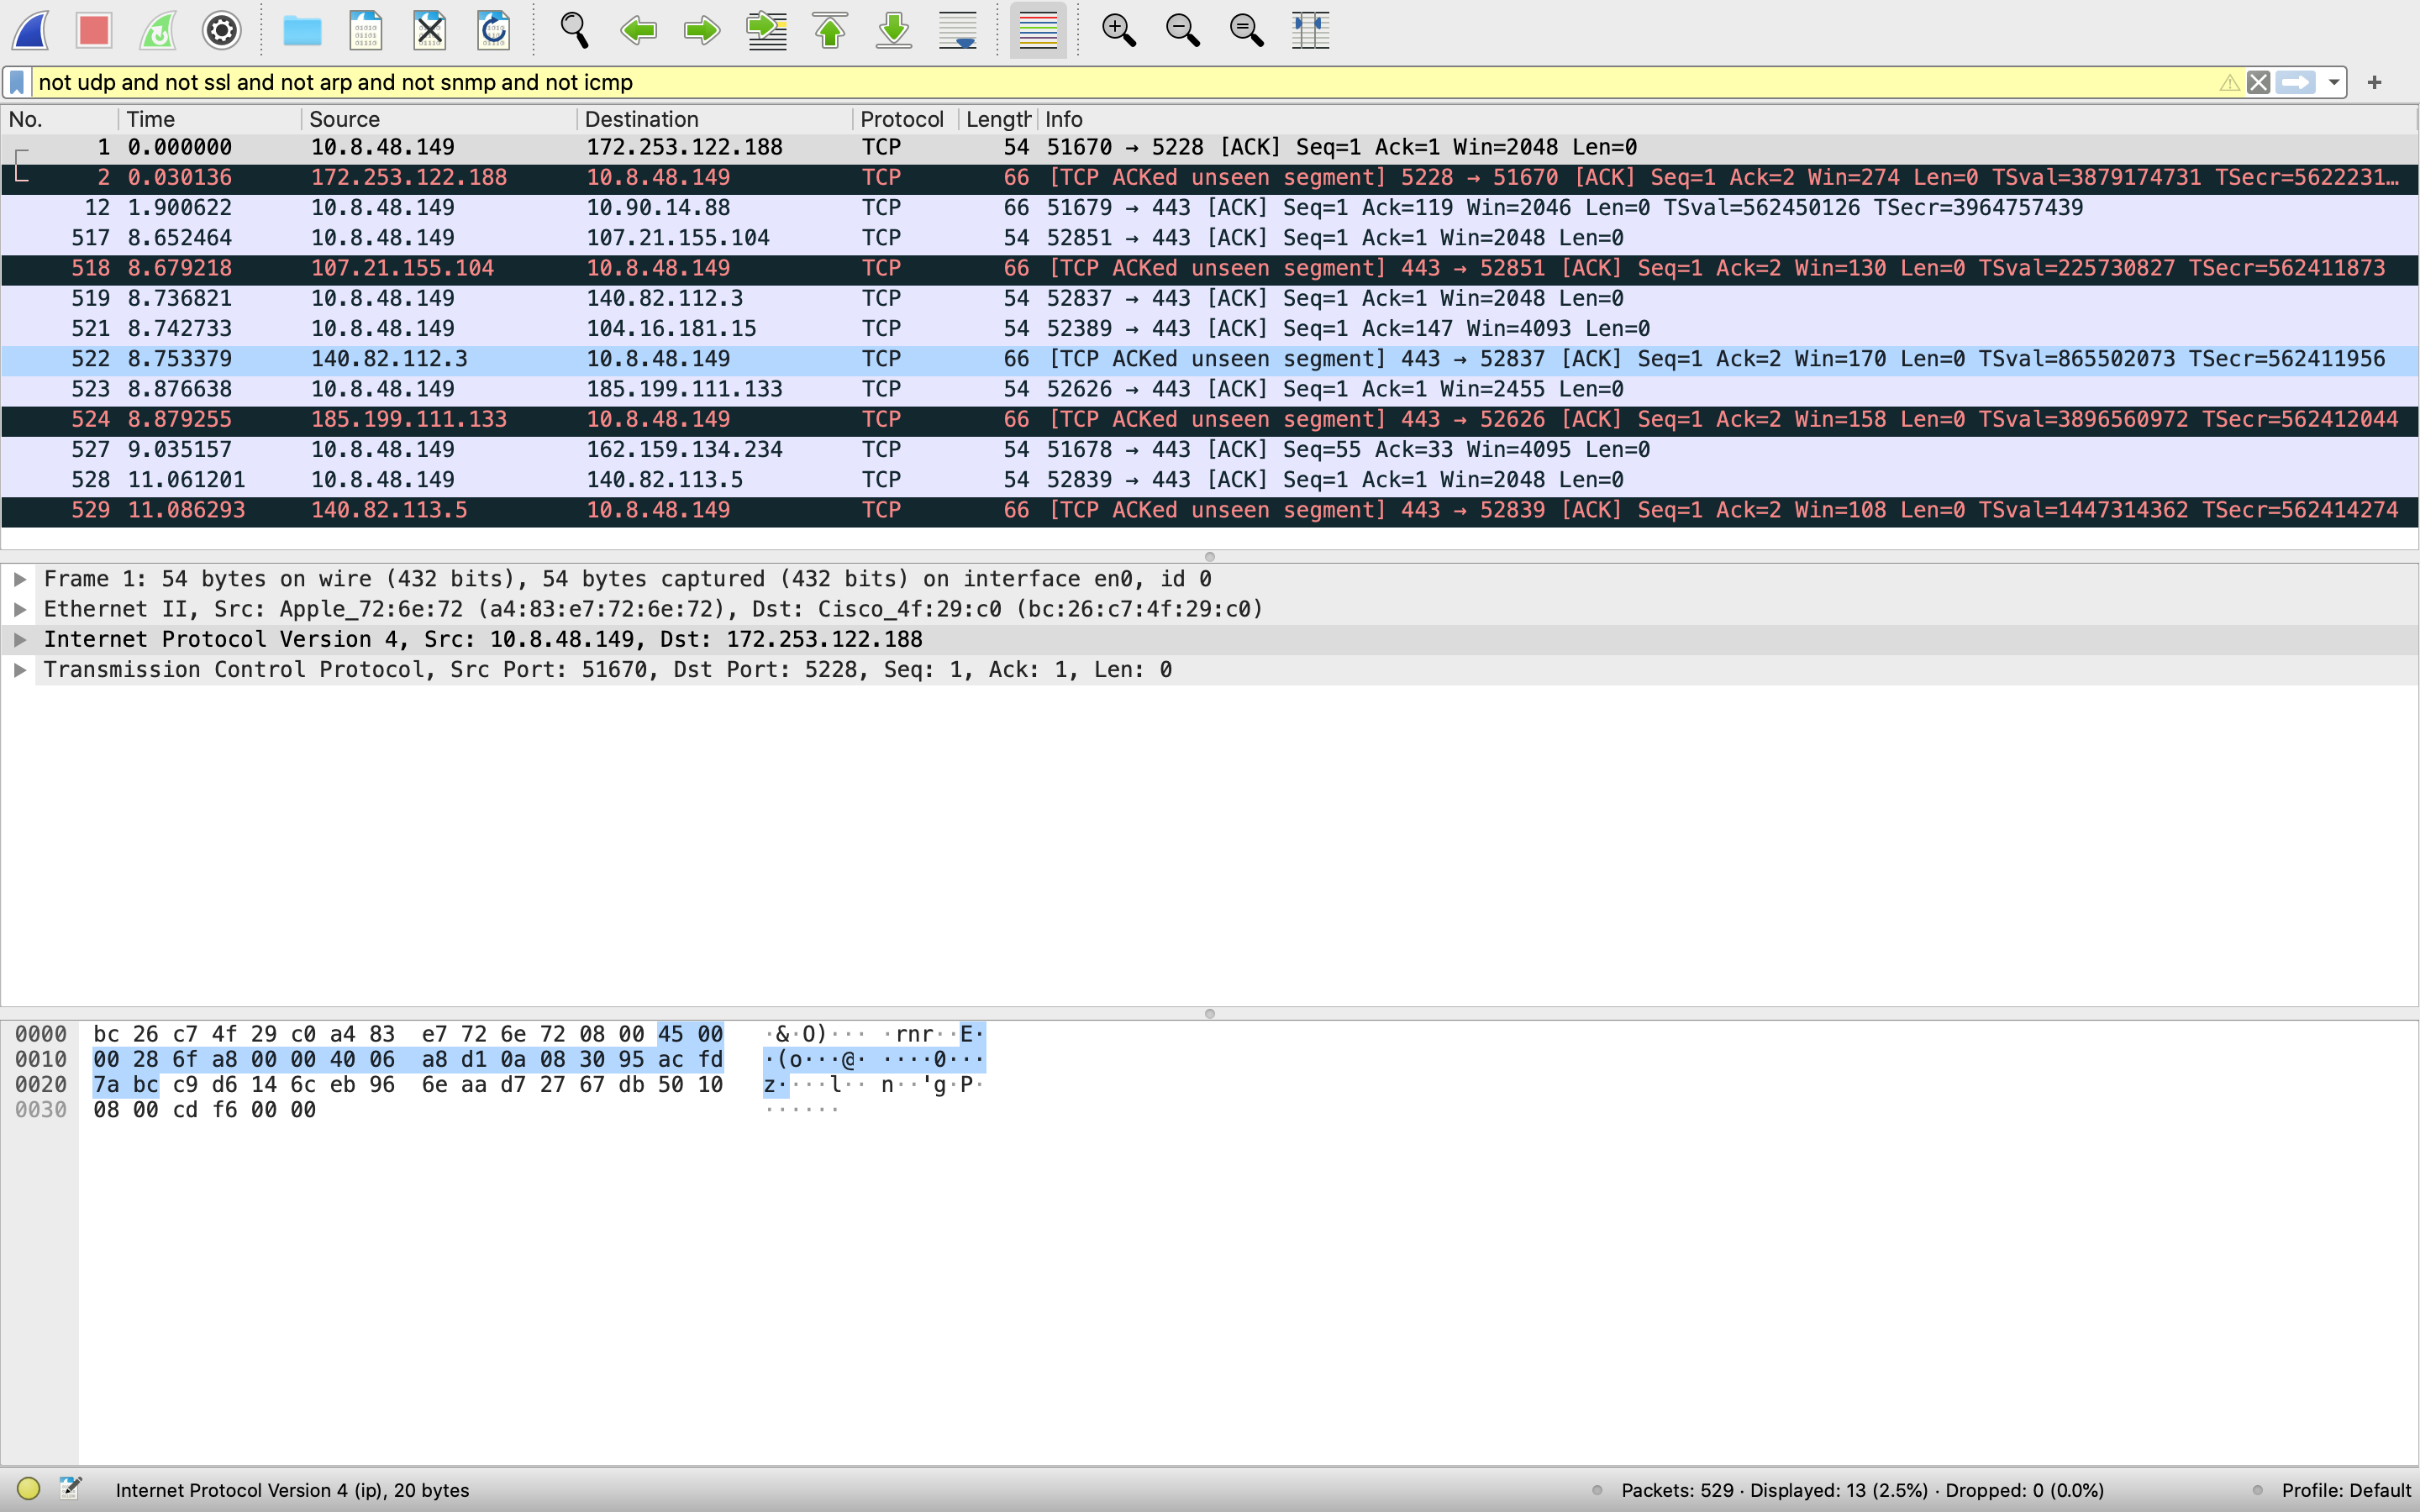 not udp and not ssl and not arp and not snmp and not icmp
No. Time Source Destination Protocol Length Info
1 0.000000 10.8.48.149 172.253.122.188 TCP 54 51670 → 5228 [ACK] Seq=1 Ack=1 Win=2048 Len=0
2 0.030136 172.253.122.188 10.8.48.149 TCP 66 [TCP ACKed unseen segment] 5228 → 51670 [ACK] Seq=1 Ack=2 Win=274 Len=0 TSval=3879174731 TSecr=5622231…
12 1.900622 10.8.48.149 10.90.14.88 TCP 66 51679 → 443 [ACK] Seq=1 Ack=119 Win=2046 Len=0 TSval=562450126 TSecr=3964757439
517 8.652464 10.8.48.149 107.21.155.104 TCP 54 52851 → 443 [ACK] Seq=1 Ack=1 Win=2048 Len=0
518 8.679218 107.21.155.104 10.8.48.149 TCP 66 [TCP ACKed unseen segment] 443 → 52851 [ACK] Seq=1 Ack=2 Win=130 Len=0 TSval=225730827 TSecr=562411873
519 8.736821 10.8.48.149 140.82.112.3 TCP 54 52837 → 443 [ACK] Seq=1 Ack=1 Win=2048 Len=0
521 8.742733 10.8.48.149 104.16.181.15 TCP 54 52389 → 443 [ACK] Seq=1 Ack=147 Win=4093 Len=0
522 8.753379 140.82.112.3 10.8.48.149 TCP 66 [TCP ACKed unseen segment] 443 → 52837 [ACK] Seq=1 Ack=2 Win=170 Len=0 TSval=865502073 TSecr=562411956
523 8.876638 10.8.48.149 185.199.111.133 TCP 54 52626 → 443 [ACK] Seq=1 Ack=1 Win=2455 Len=0
524 8.879255 185.199.111.133 10.8.48.149 TCP 66 [TCP ACKed unseen segment] 443 → 52626 [ACK] Seq=1 Ack=2 Win=158 Len=0 TSval=3896560972 TSecr=562412044
527 9.035157 10.8.48.149 162.159.134.234 TCP 54 51678 → 443 [ACK] Seq=55 Ack=33 Win=4095 Len=0
528 11.061201 10.8.48.149 140.82.113.5 TCP 54 52839 → 443 [ACK] Seq=1 Ack=1 Win=2048 Len=0
529 11.086293 140.82.113.5 10.8.48.149 TCP 66 [TCP ACKed unseen segment] 443 → 52839 [ACK] Seq=1 Ack=2 Win=108 Len=0 TSval=1447314362 TSecr=562414274
Frame 1: 54 bytes on wire (432 bits), 54 bytes captured (432 bits) on interface en0, id 0
Ethernet II, Src: Apple_72:6e:72 (a4:83:e7:72:6e:72), Dst: Cisco_4f:29:c0 (bc:26:c7:4f:29:c0)
Internet Protocol Version 4, Src: 10.8.48.149, Dst: 172.253.122.188
Transmission Control Protocol, Src Port: 51670, Dst Port: 5228, Seq: 1, Ack: 1, Len: 0
0000 bc 26 c7 4f 29 c0 a4 83 e7 72 6e 72 08 00 45 00 ·&·O)··· ·rnr··E·
0010 00 28 6f a8 00 00 40 06 a8 d1 0a 08 30 95 ac fd ·(o···@· ····0···
0020 7a bc c9 d6 14 6c eb 96 6e aa d7 27 67 db 50 10 z····l·· n··'g·P·
0030 08 00 cd f6 00 00 ······
Internet Protocol Version 4 (ip), 20 bytes Packets: 529 · Displayed: 13 (2.5%) · Dropped: 0 (0.0%) Profile: Default